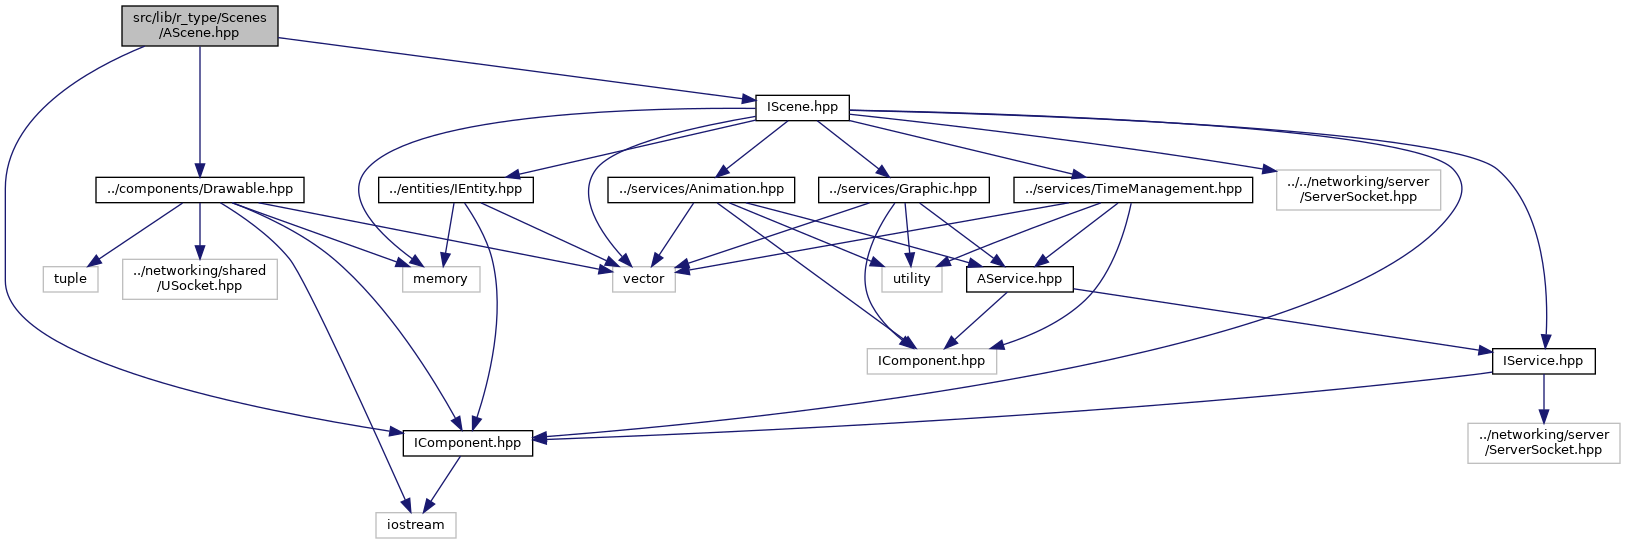 src/lib/r_type/Scenes
/AScene.hpp
IScene.hpp
../components/Drawable.hpp
../entities/IEntity.hpp
../services/Animation.hpp
../services/Graphic.hpp
../services/TimeManagement.hpp
../../networking/server
/ServerSocket.hpp
tuple
../networking/shared
/USocket.hpp
memory
vector
utility
AService.hpp
IComponent.hpp
IService.hpp
IComponent.hpp
../networking/server
/ServerSocket.hpp
iostream